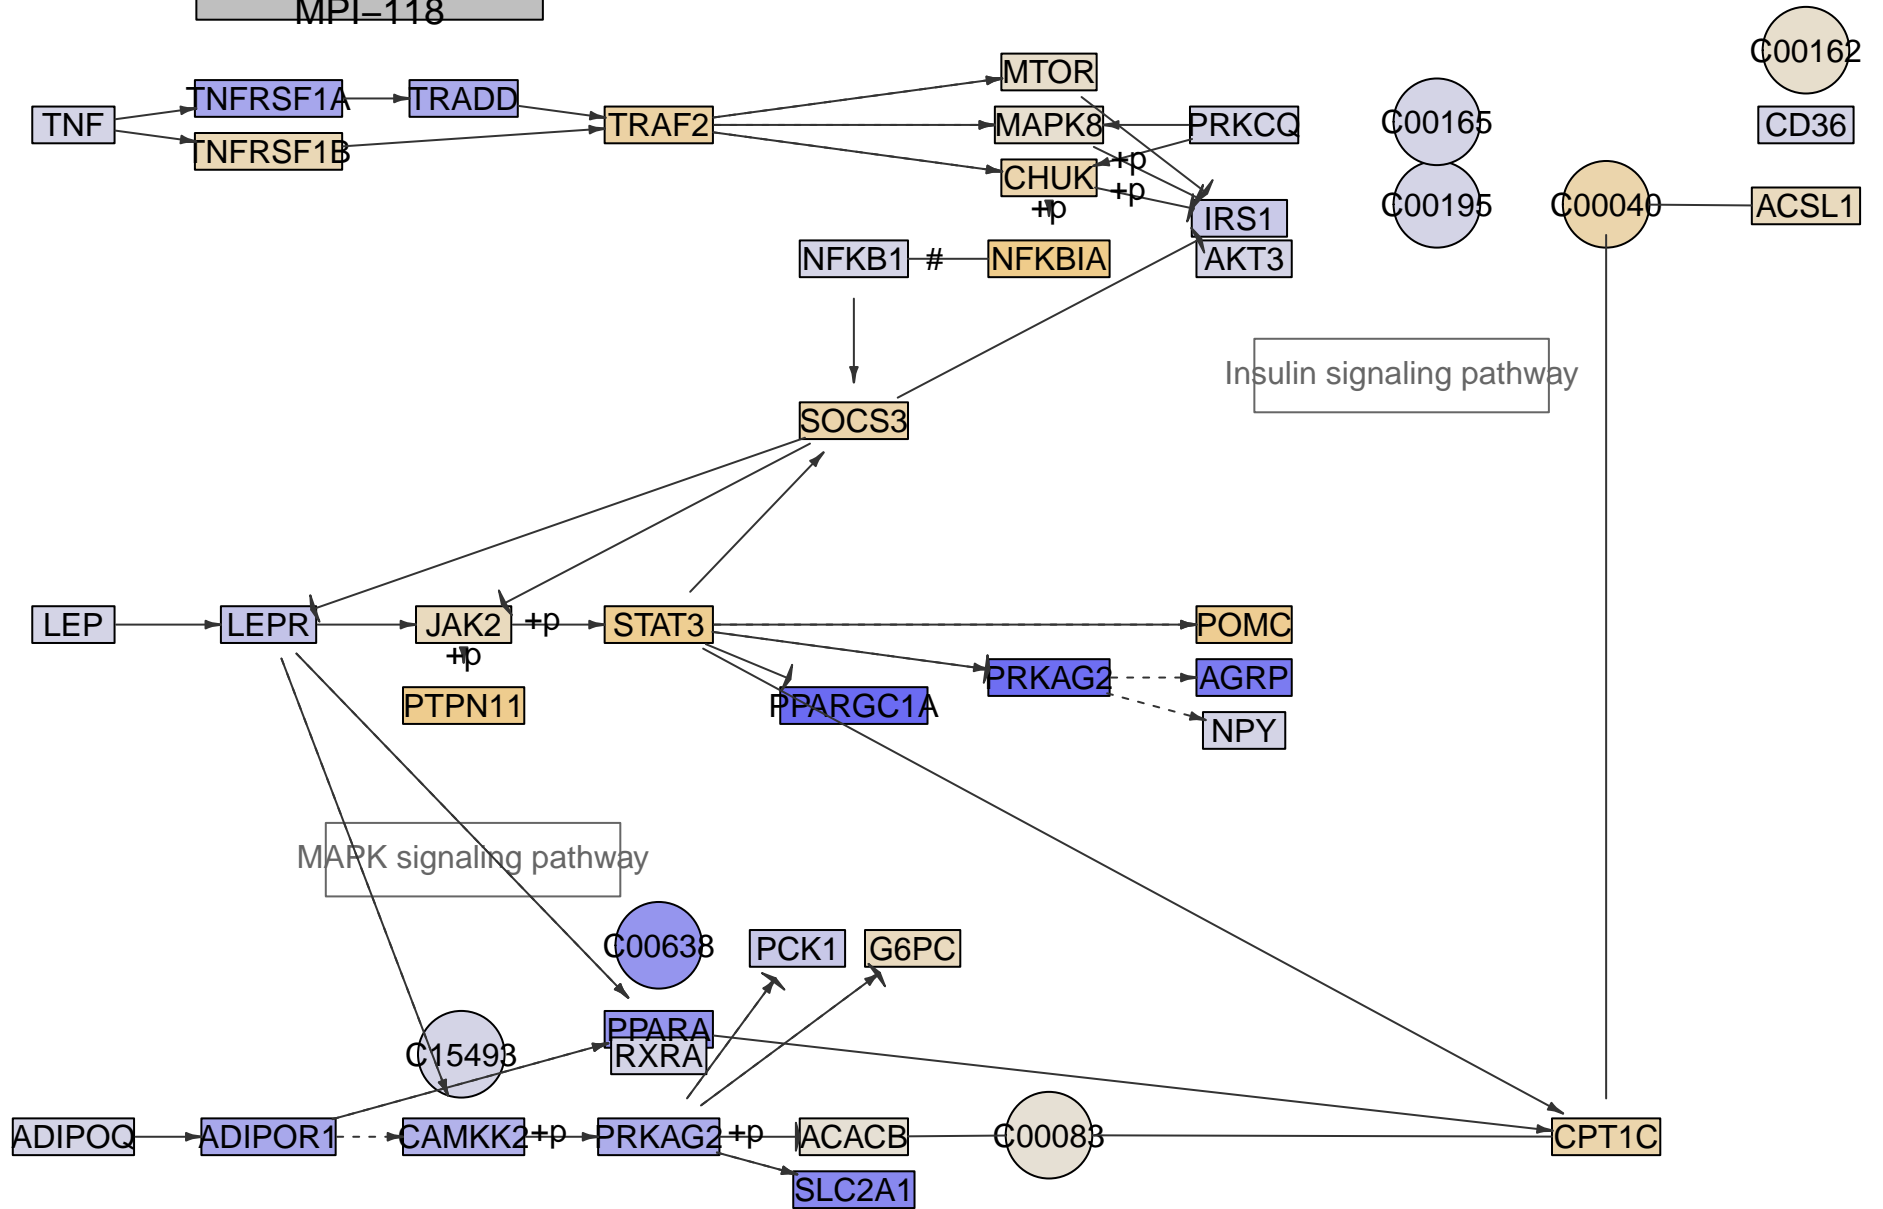 MPI–118
C00162
TNF
TNFRSF1A
TRADD
TNFRSF1B
TRAF2
MTOR
MAPK8
PRKCQ
+p
CHUK
+p
+p
IRS1
C00165
CD36
C00195
C00040
ACSL1
NFKB1
#
NFKBIA
AKT3
Insulin signaling pathway
SOCS3
LEP
LEPR
JAK2
+p
STAT3
POMC
+p
PTPN11
PPARGC1A
PRKAG2
AGRP
NPY
MAPK signaling pathway
C00638
PCK1
G6PC
C15493
PPARA
RXRA
ADIPOQ
ADIPOR1
CAMKK2
+p
PRKAG2
+p
ACACB
C00083
CPT1C
SLC2A1